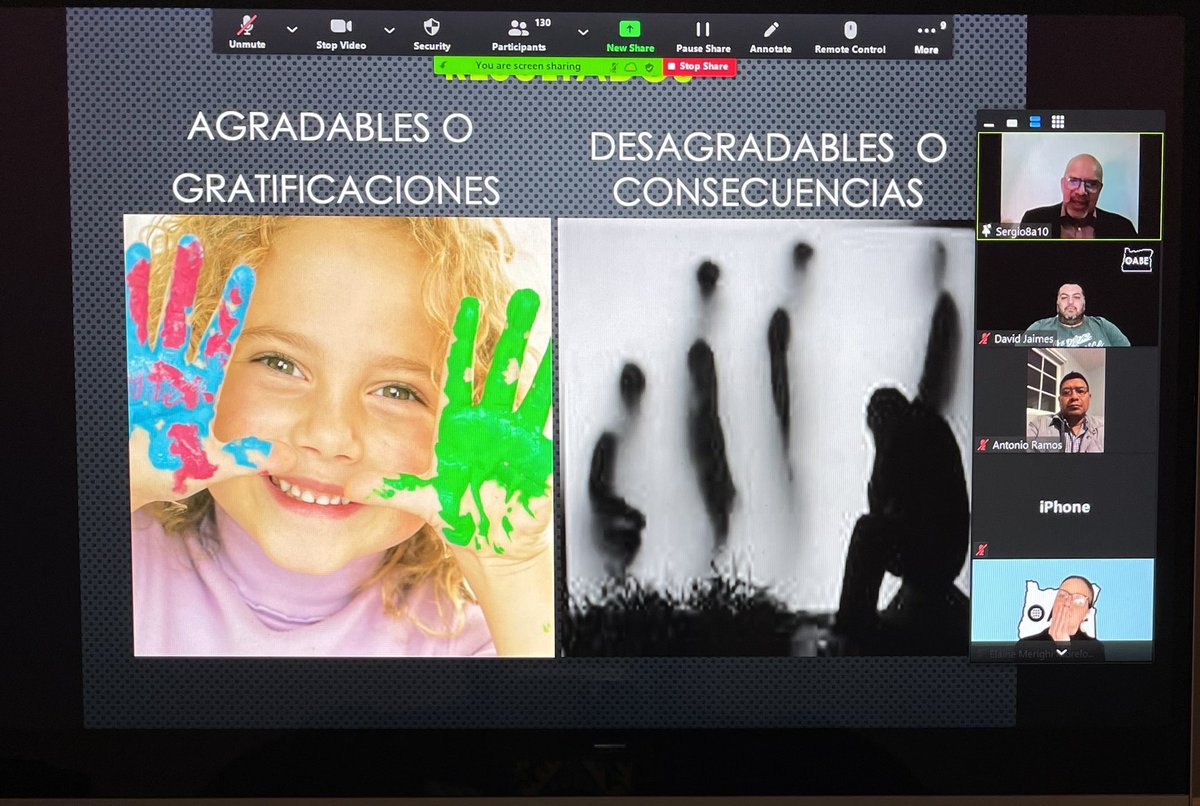 130
9
Unmute
Stop Video
Security
Participants
New Share
Pause Share
Annotate
Remote Control
More
You are screen sharing
Stop Share
RESULTADOS
AGRADABLES O
GRATIFICACIONES
DESAGRADABLES O
CONSECUENCIAS
Sergio8a10
OABE
David Jaimes
Antonio Ramos
iPhone